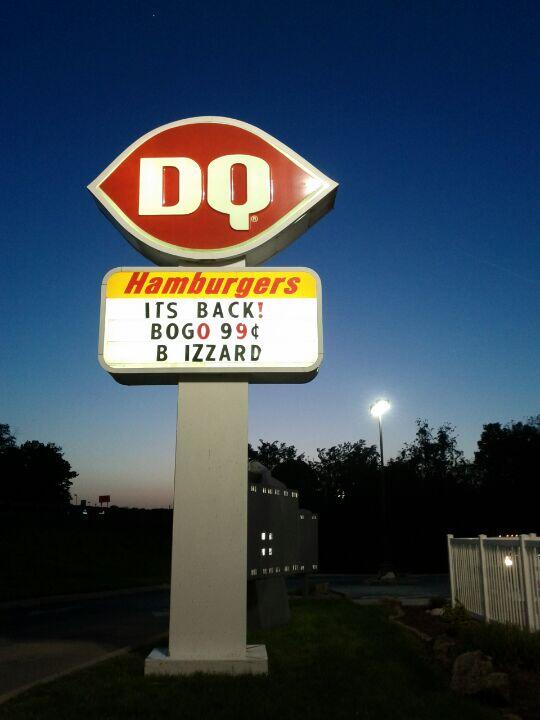 DQ®
Hamburgers
ITS BACK!
BOGO 99¢
B IZZARD